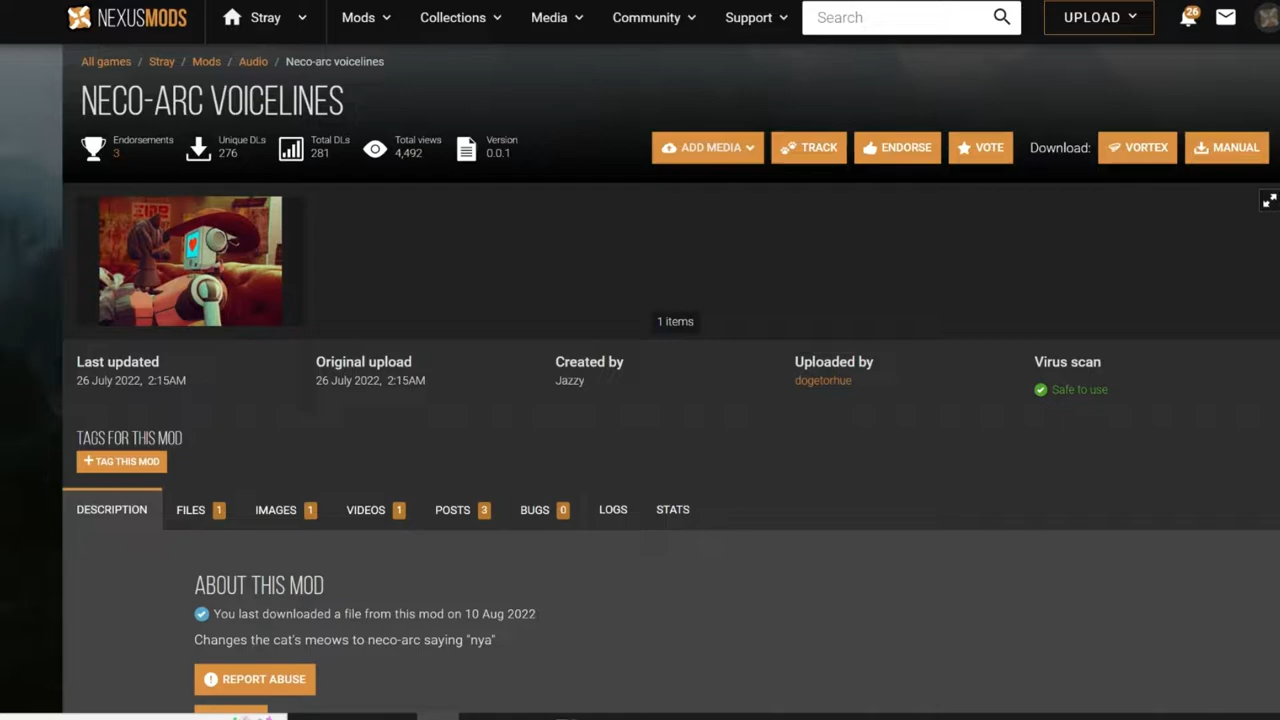 NEXUSMODS Stray Mods Collections Media Community Support Search UPLOAD 26
All games / Stray / Mods / Audio / Neco-arc voicelines
NECO-ARC VOICELINES
Endorsements Unique DLs Total DLs Total views Version
3 276 281 4,492 0.0.1
ADD MEDIA TRACK ENDORSE VOTE Download: VORTEX MANUAL
1 items
Last updated Original upload Created by Uploaded by Virus scan
26 July 2022, 2:15AM 26 July 2022, 2:15AM Jazzy dogetorhue Safe to use
TAGS FOR THIS MOD
+ TAG THIS MOD
DESCRIPTION FILES 1 IMAGES 1 VIDEOS 1 POSTS 3 BUGS 0 LOGS STATS
ABOUT THIS MOD
You last downloaded a file from this mod on 10 Aug 2022
Changes the cat's meows to neco-arc saying "nya"
REPORT ABUSE